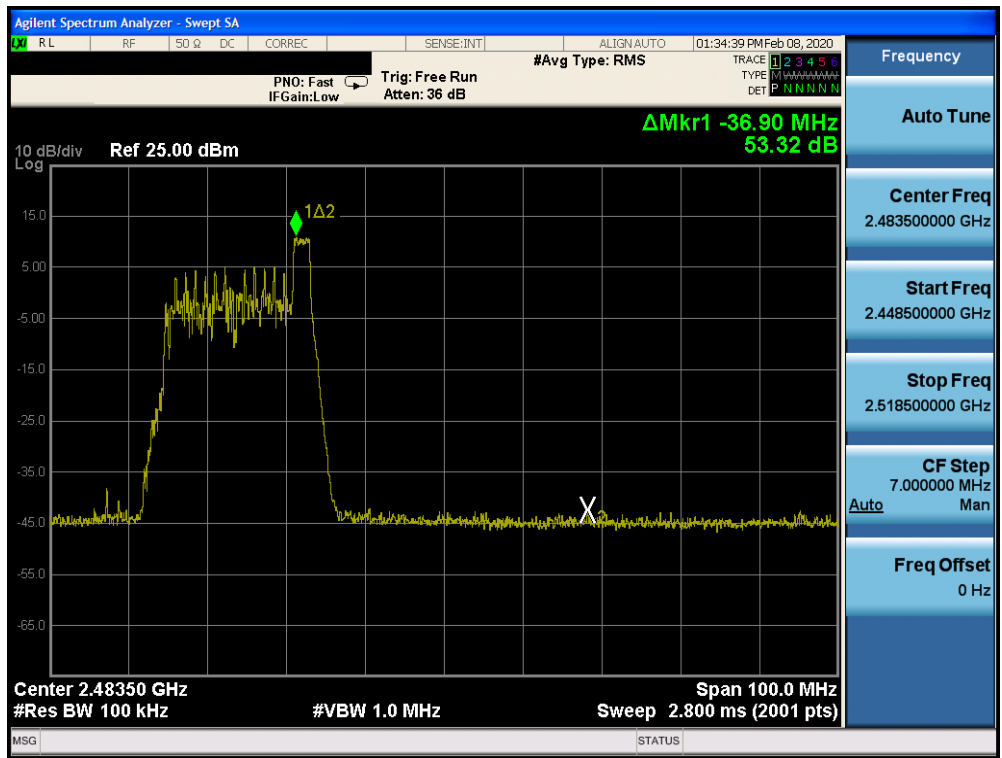 Agilent Spectrum Analyzer - Swept SA
LXI RL RF 50 Ω DC CORREC SENSE:INT ALIGN AUTO 01:34:39 PM Feb 08, 2020
#Avg Type: RMS
TRACE 1 2 3 4 5 6
PNO: Fast Trig: Free Run
TYPE M W W W W W
IFGain:Low Atten: 36 dB
DET P N N N N N
ΔMkr1 -36.90 MHz
53.32 dB
10 dB/div Ref 25.00 dBm
Log
15.0
1Δ2
5.00
-5.00
-15.0
-25.0
-35.0
-45.0
X2
-55.0
-65.0
Center 2.48350 GHz Span 100.0 MHz
#Res BW 100 kHz #VBW 1.0 MHz Sweep 2.800 ms (2001 pts)
MSG STATUS
Frequency
Auto Tune
Center Freq
2.483500000 GHz
Start Freq
2.448500000 GHz
Stop Freq
2.518500000 GHz
CF Step
7.000000 MHz
Auto Man
Freq Offset
0 Hz